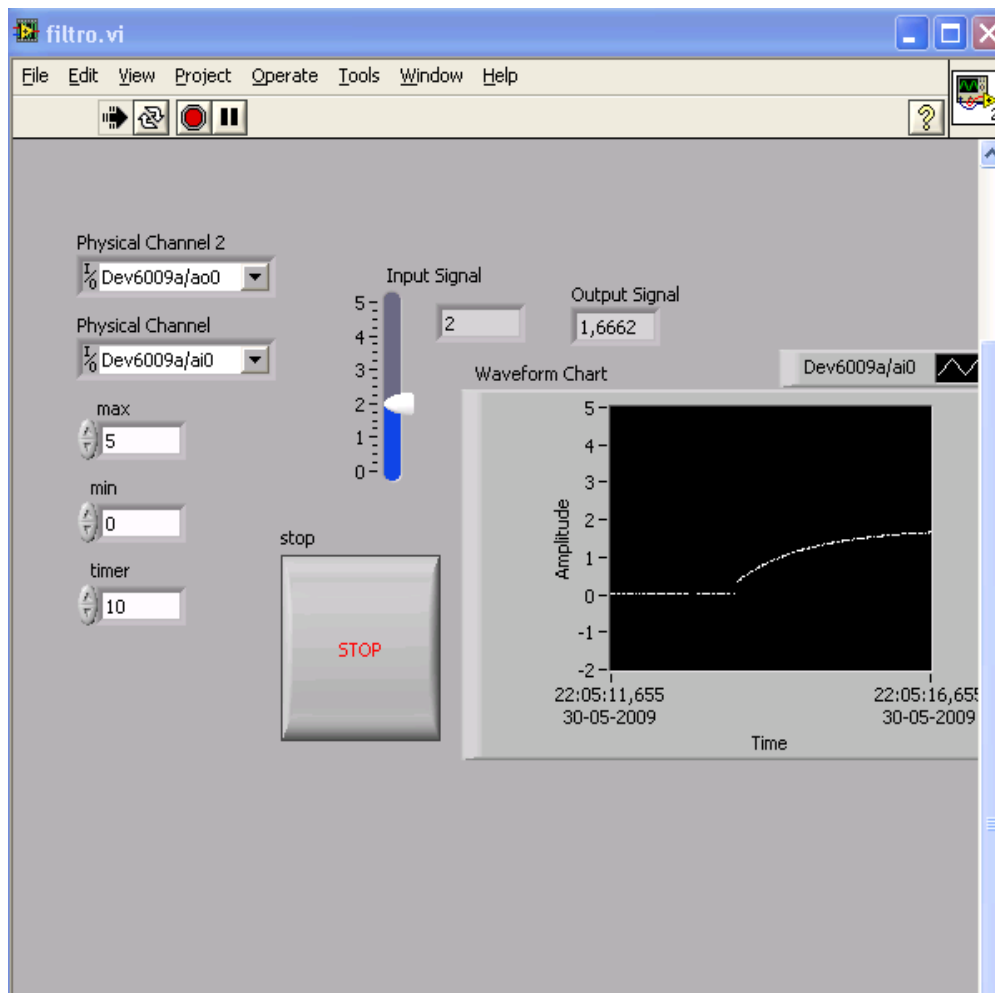 filtro.vi
File Edit View Project Operate Tools Window Help
?
2
Physical Channel 2
I/O Dev6009a/ao0
Physical Channel
I/O Dev6009a/ai0
max
5
min
0
timer
10
Input Signal
5
4
3
2
1
0
2
Output Signal
1,6662
stop
STOP
Waveform Chart
Dev6009a/ai0
Amplitude
5
4
3
2
1
0
-1
-2
22:05:11,655
30-05-2009
22:05:16,655
30-05-2009
Time